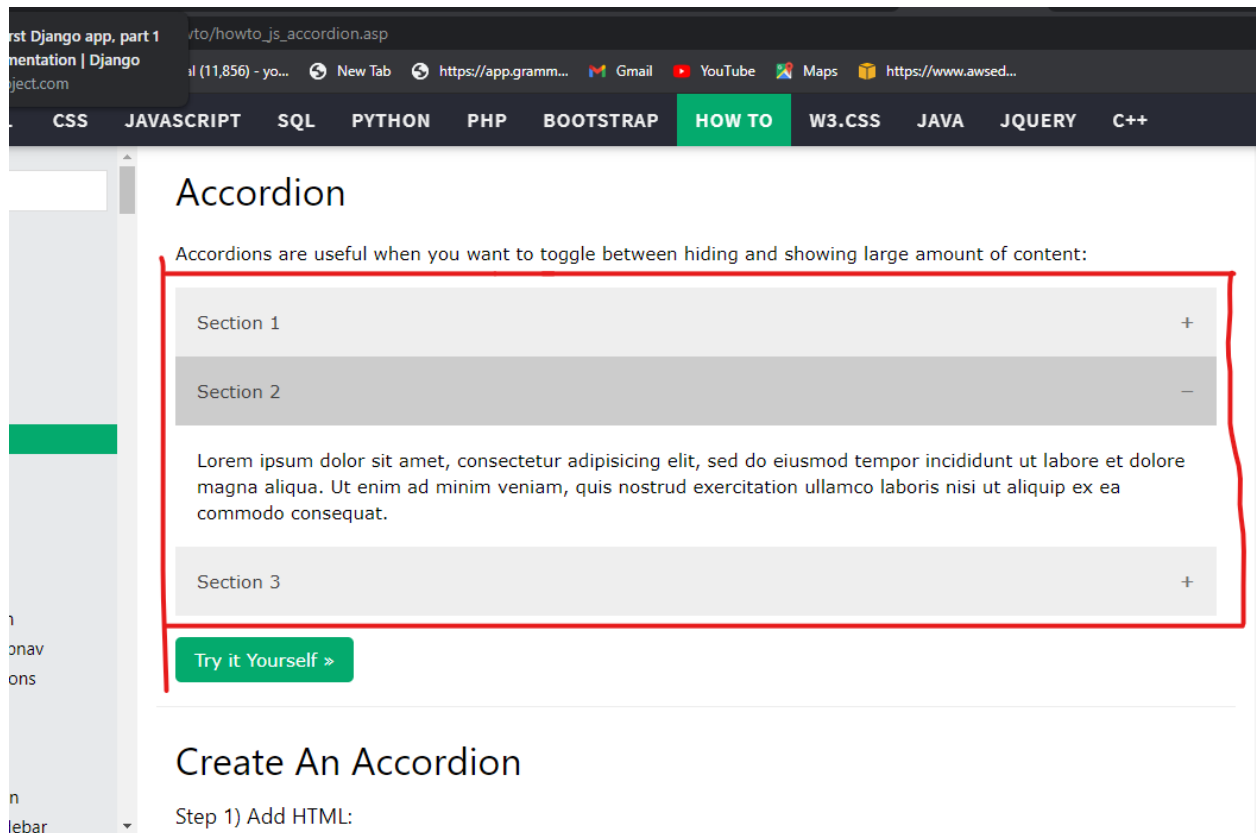 rst Django app, part 1
mentation | Django
oject.com
vto/howto_js_accordion.asp
al (11,856) - yo... New Tab https://app.gramm... Gmail YouTube Maps https://www.awsed...
CSS JAVASCRIPT SQL PYTHON PHP BOOTSTRAP HOW TO W3.CSS JAVA JQUERY C++
Accordion
Accordions are useful when you want to toggle between hiding and showing large amount of content:
Section 1 +
Section 2 –
Lorem ipsum dolor sit amet, consectetur adipisicing elit, sed do eiusmod tempor incididunt ut labore et dolore
magna aliqua. Ut enim ad minim veniam, quis nostrud exercitation ullamco laboris nisi ut aliquip ex ea
commodo consequat.
Section 3 +
Try it Yourself »
Create An Accordion
Step 1) Add HTML:
n
onav
ons
n
lebar